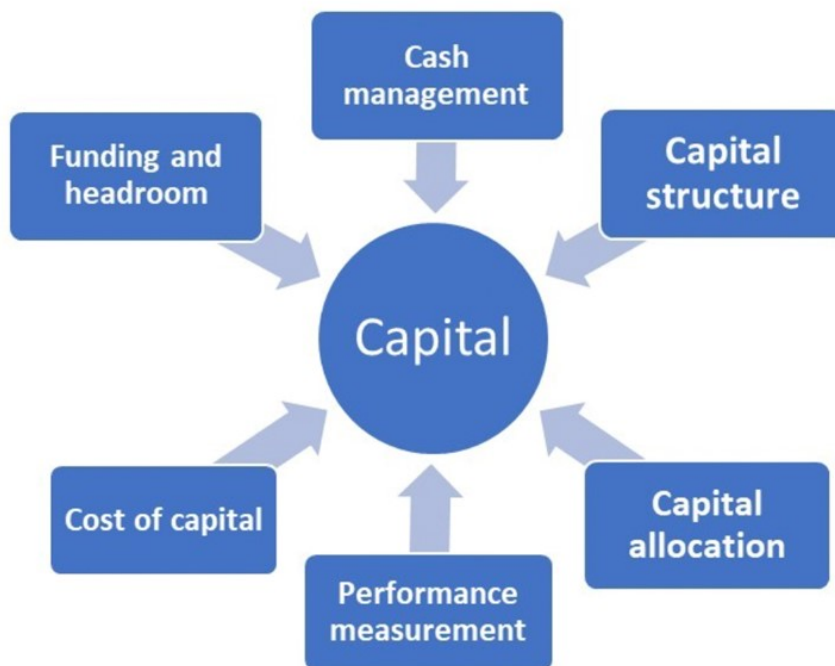 Cash
management
Funding and
headroom
Capital
structure
Capital
Cost of capital
Capital
allocation
Performance
measurement